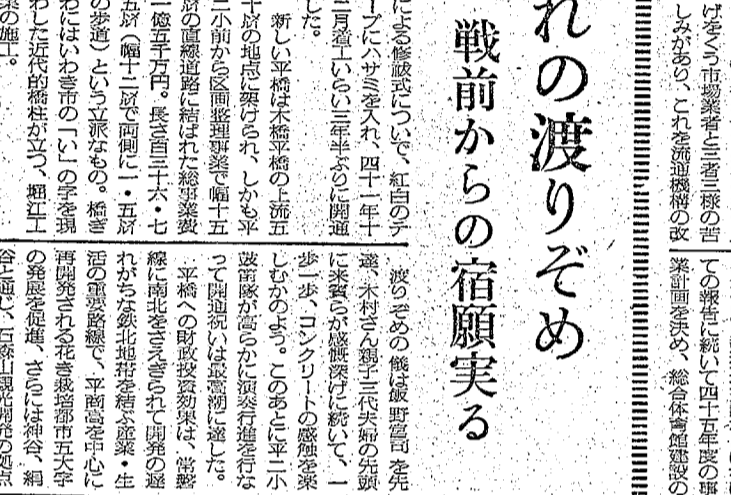 げをくう市場業者と三者三様の苦
しみがあり、これを流通機構の改
ての報告に続いて四十五年度の事
業計画を決め、総合体育館建設の
れの渡りぞめ
戦前からの宿願実る
による修祓式についで、紅白のテ
ープにハサミを入れ、四十一年十
二月着工いらい三年半ぶりに開通
した。
新しい平橋は木橋平橋の上流五
十㍍の地点に架けられ、しかも平
二小前から区画整理事業で幅十五
㍍の直線道路に結ばれた総事業費
一億五千万円。長さ百三十六・七
五㍍(幅十二㍍で両側に一・五㍍
の歩道)という立派なもの。橋ぎ
わにはいわき市の「い」の字を現
わした近代的橋柱が立つ、堀江工
業の施工。
渡りぞめの儀は飯野宮司を先
達、木村さん親子三代夫婦の先頭
に来賓らが感慨深げに続いて、一
歩一歩、コンクリートの感触を楽
しむかのよう。このあとに平二小
鼓笛隊が高らかに演奏行進を行な
って開通祝いは最高潮に達した。
平橋への財政投資効果は、常磐
線に南北をさえぎられて開発の遅
れがちな鉄北地帯を結ぶ産業・生
活の重要路線で、平商高を中心に
再開発される花き栽培都市五大字
の発展を促進、さらには神谷、絹
谷と通じ、石森山観光開発の拠点